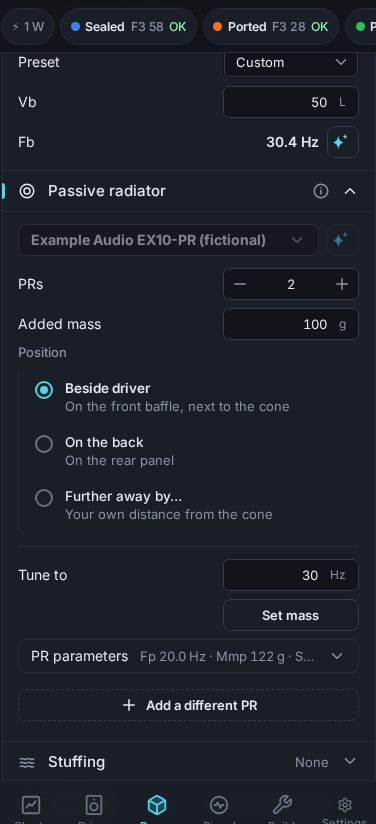 ⚡ 1 W Sealed F3 58 OK Ported F3 28 OK
Preset Custom
Vb 50 L
Fb 30.4 Hz
Passive radiator
Example Audio EX10-PR (fictional)
PRs − 2 +
Added mass 100 g
Position
Beside driver
On the front baffle, next to the cone
On the back
On the rear panel
Further away by...
Your own distance from the cone
Tune to 30 Hz
Set mass
PR parameters Fp 20.0 Hz · Mmp 122 g · S...
+ Add a different PR
Stuffing None
Settings